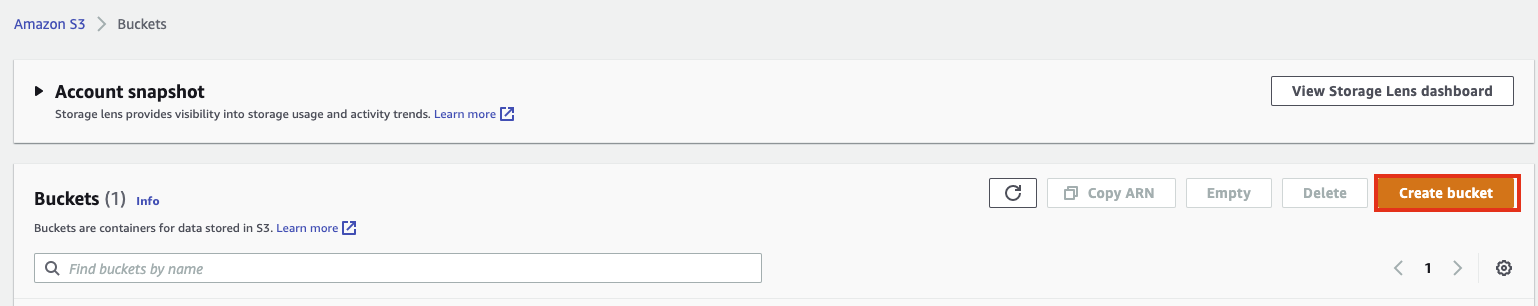 Amazon S3 > Buckets
Account snapshot
View Storage Lens dashboard
Storage lens provides visibility into storage usage and activity trends. Learn more
Buckets (1) Info
Copy ARN Empty Delete Create bucket
Buckets are containers for data stored in S3. Learn more
Find buckets by name
1